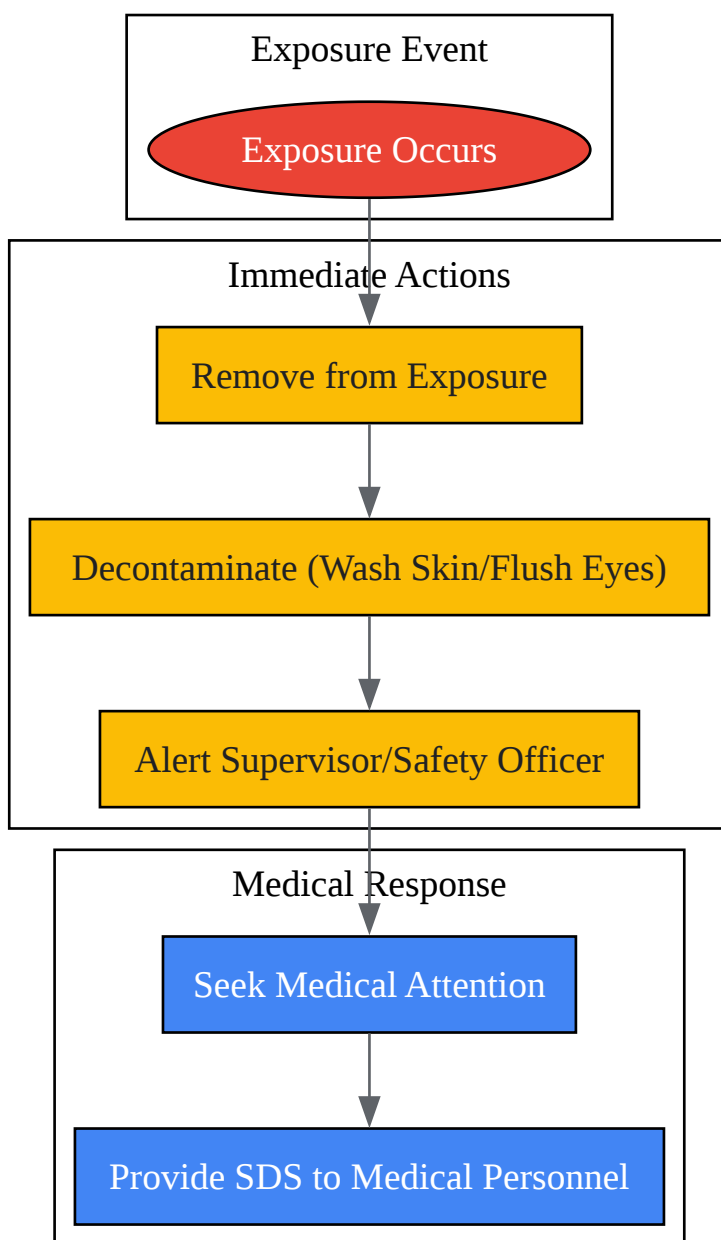 Exposure Event
Exposure Occurs
Immediate Actions
Remove from Exposure
Decontaminate (Wash Skin/Flush Eyes)
Alert Supervisor/Safety Officer
Medical Response
Seek Medical Attention
Provide SDS to Medical Personnel